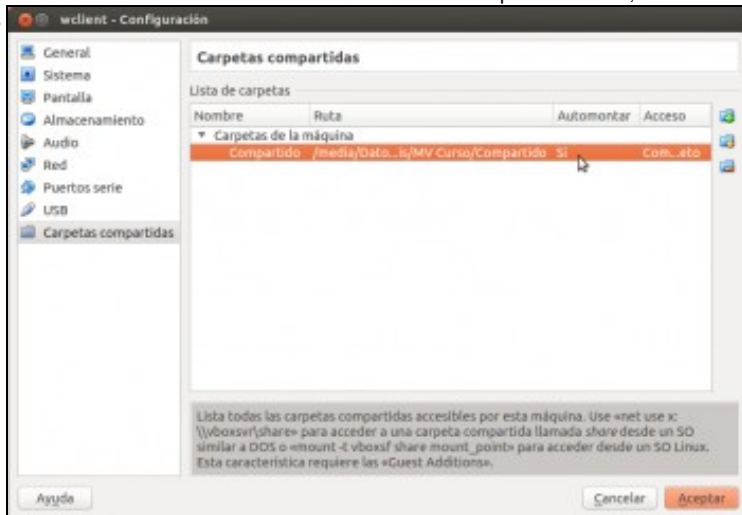 wclient - Configuración
General
Sistema
Pantalla
Almacenamiento
Audio
Red
Puertos serie
USB
Carpetas compartidas
Carpetas compartidas
Lista de carpetas
Nombre Ruta Automontar Acceso
Carpetas de la máquina
Compartido /media/Dato...is/MV Curso/Compartido Sí Com...eto
Lista todas las carpetas compartidas accesibles por esta máquina. Use «net use x:
\\vboxsvr\share» para acceder a una carpeta compartida llamada share desde un SO
similar a DOS o «mount -t vboxsf share mount_point» para acceder desde un SO Linux.
Esta característica requiere las «Guest Additions».
Ayuda Cancelar Aceptar